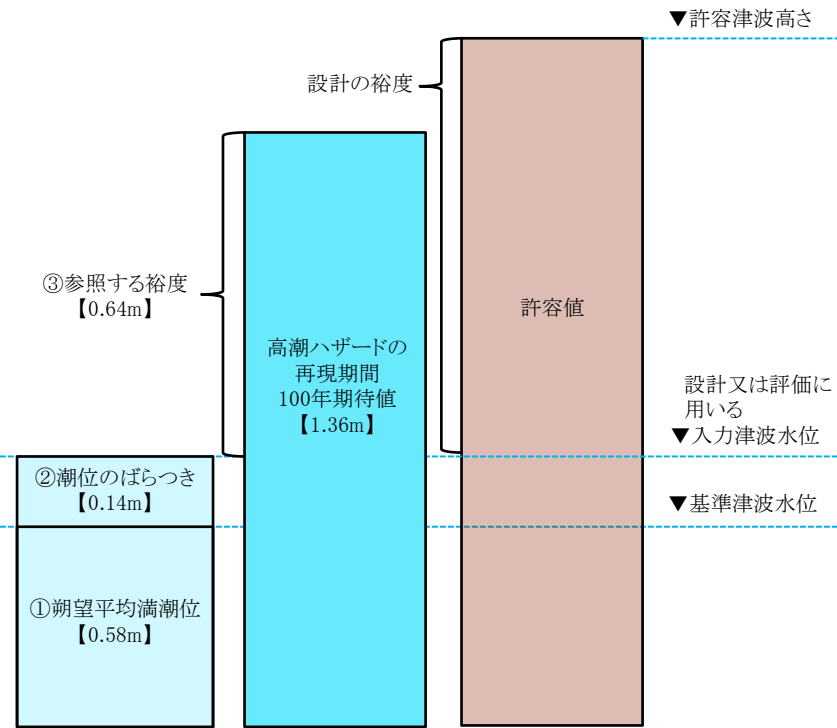 ▼許容津波高さ
設計の裕度
③参照する裕度
【0.64m】
許容値
高潮ハザードの
再現期間
100年期待値
【1.36m】
設計又は評価に
用いる
▼入力津波水位
②潮位のばらつき
【0.14m】
▼基準津波水位
①朔望平均満潮位
【0.58m】